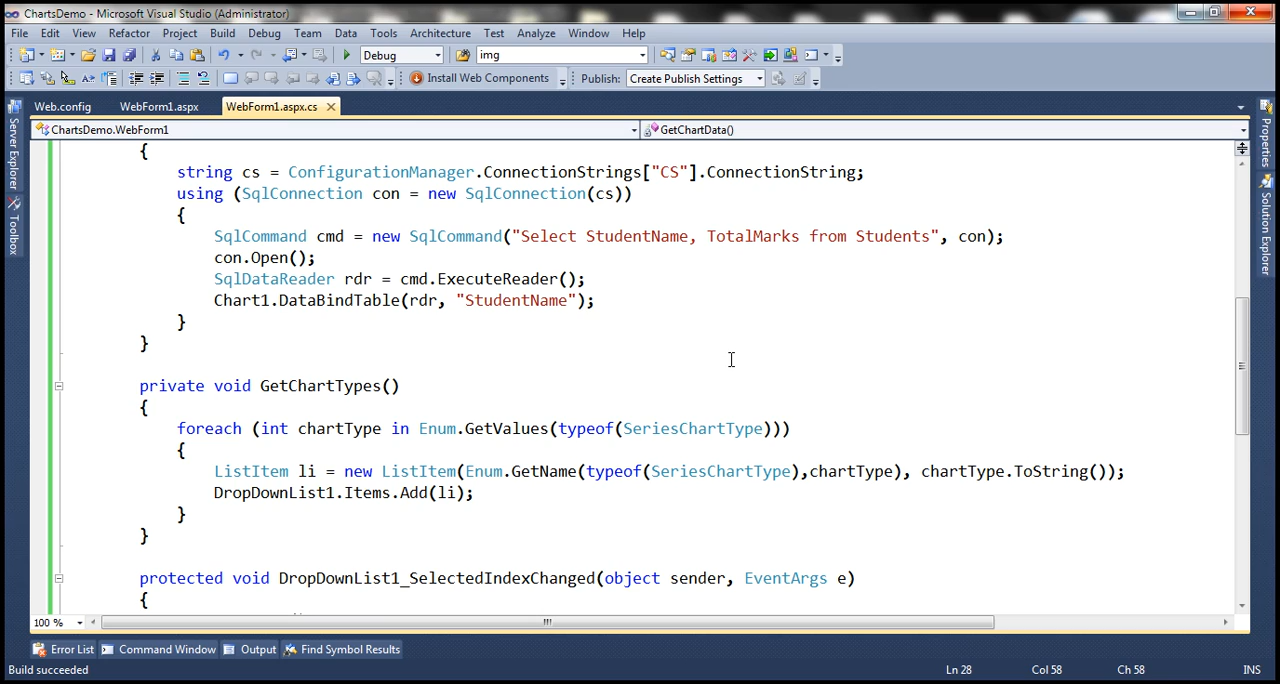 ChartsDemo - Microsoft Visual Studio (Administrator)
File Edit View Refactor Project Build Debug Team Data Tools Architecture Test Analyze Window Help
Debug img
Install Web Components Publish: Create Publish Settings
Web.config WebForm1.aspx WebForm1.aspx.cs
ChartsDemo.WebForm1 GetChartData()
Server Explorer
Toolbox
Properties
Solution Explorer
{
string cs = ConfigurationManager.ConnectionStrings["CS"].ConnectionString;
using (SqlConnection con = new SqlConnection(cs))
{
SqlCommand cmd = new SqlCommand("Select StudentName, TotalMarks from Students", con);
con.Open();
SqlDataReader rdr = cmd.ExecuteReader();
Chart1.DataBindTable(rdr, "StudentName");
}
}
private void GetChartTypes()
{
foreach (int chartType in Enum.GetValues(typeof(SeriesChartType)))
{
ListItem li = new ListItem(Enum.GetName(typeof(SeriesChartType),chartType), chartType.ToString());
DropDownList1.Items.Add(li);
}
}
protected void DropDownList1_SelectedIndexChanged(object sender, EventArgs e)
{
100 %
Error List Command Window Output Find Symbol Results
Build succeeded Ln 28 Col 58 Ch 58 INS